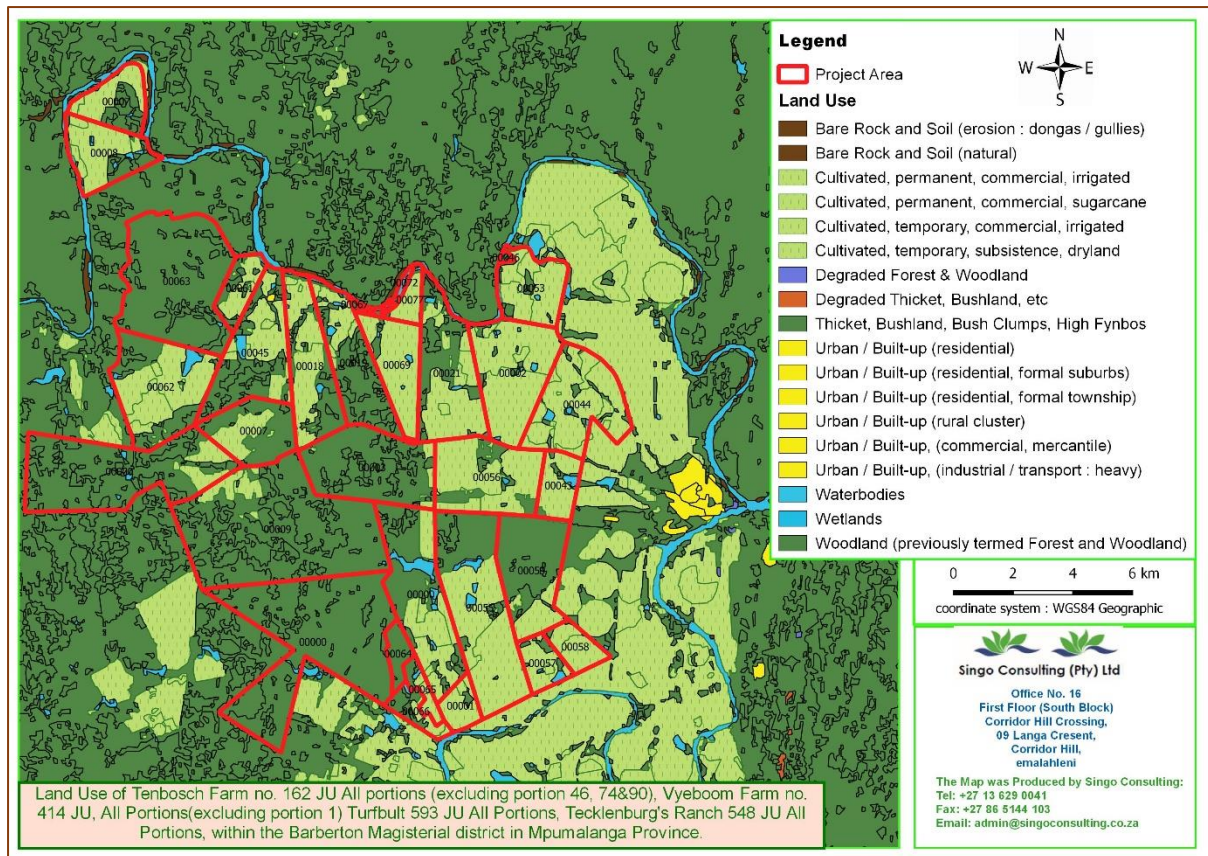 00007
00008
00063
00061
00045
00018
00067
00072
00077
00069
00021
00002
00046
00053
00044
00062
00007
00003
00056
00043
00009
00000
00055
00000
00064
00065
00066
00001
00057
00058
Legend
N
W
E
S
Project Area
Land Use
Bare Rock and Soil (erosion : dongas / gullies)
Bare Rock and Soil (natural)
Cultivated, permanent, commercial, irrigated
Cultivated, permanent, commercial, sugarcane
Cultivated, temporary, commercial, irrigated
Cultivated, temporary, subsistence, dryland
Degraded Forest & Woodland
Degraded Thicket, Bushland, etc
Thicket, Bushland, Bush Clumps, High Fynbos
Urban / Built-up (residential)
Urban / Built-up (residential, formal suburbs)
Urban / Built-up (residential, formal township)
Urban / Built-up (rural cluster)
Urban / Built-up, (commercial, mercantile)
Urban / Built-up, (industrial / transport : heavy)
Waterbodies
Wetlands
Woodland (previously termed Forest and Woodland)
0 2 4 6 km
coordinate system : WGS84 Geographic
Singo Consulting (Pty) Ltd
Office No. 16
First Floor (South Block)
Corridor Hill Crossing,
09 Langa Cresent,
Corridor Hill,
emalahleni
The Map was Produced by Singo Consulting:
Tel: +27 13 629 0041
Fax: +27 86 5144 103
Email: admin@singoconsulting.co.za
Land Use of Tenbosch Farm no. 162 JU All portions (excluding portion 46, 74&90), Vyeboom Farm no.
414 JU, All Portions(excluding portion 1) Turfbult 593 JU All Portions, Tecklenburg's Ranch 548 JU All
Portions, within the Barberton Magisterial district in Mpumalanga Province.